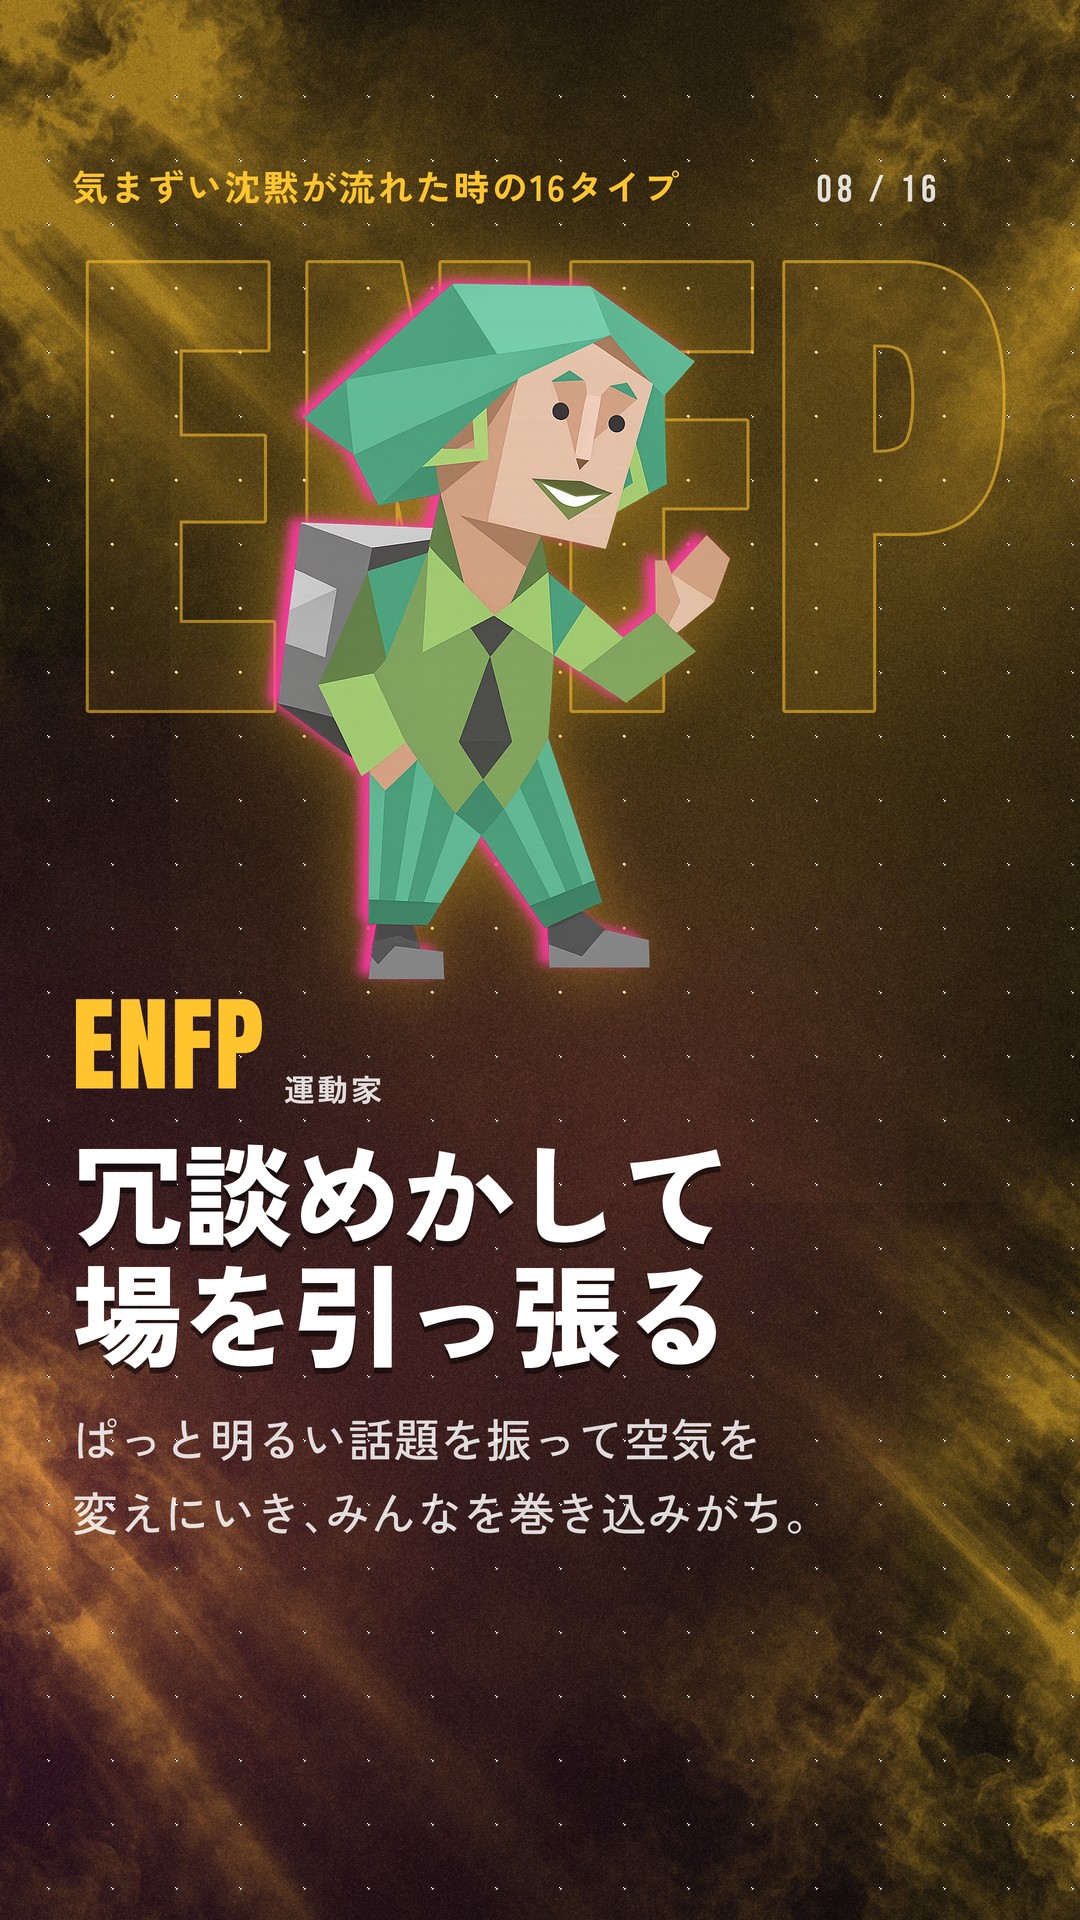 気まずい沈黙が流れた時の16タイプ
08 / 16
ENFP
ENFP
運動家
冗談めかして
場を引っ張る
ぱっと明るい話題を振って空気を
変えにいき、みんなを巻き込みがち。